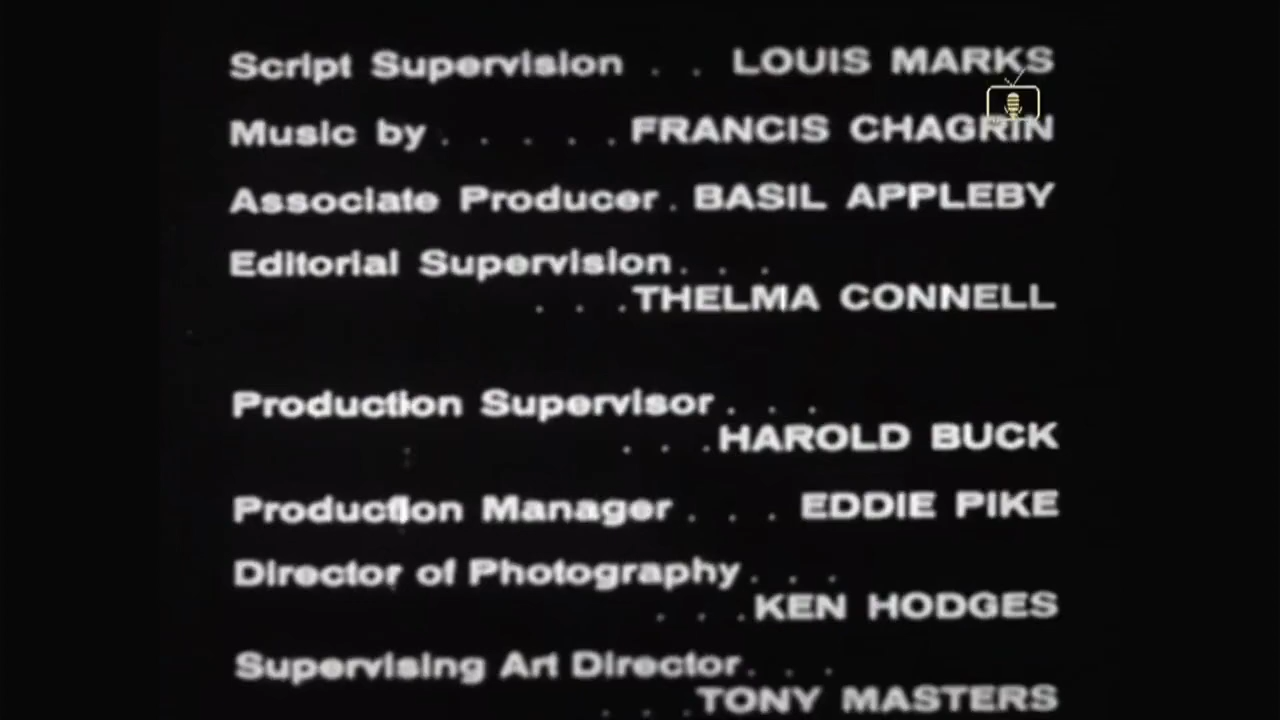 Script Supervision . . LOUIS MARKS
Music by . . . . . FRANCIS CHAGRIN
Associate Producer . BASIL APPLEBY
Editorial Supervision . . .
. . . THELMA CONNELL
Production Supervisor . . .
. . . HAROLD BUCK
Production Manager . . . EDDIE PIKE
Director of Photography . . .
. . . KEN HODGES
Supervising Art Director . . .
. . . TONY MASTERS